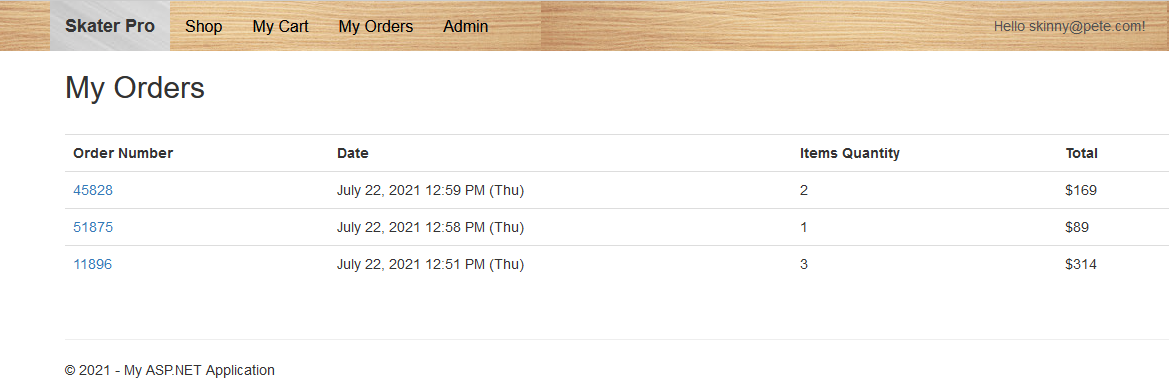 Skater Pro Shop My Cart My Orders Admin Hello skinny@pete.com!
My Orders
Order Number Date Items Quantity Total
45828 July 22, 2021 12:59 PM (Thu) 2 $169
51875 July 22, 2021 12:58 PM (Thu) 1 $89
11896 July 22, 2021 12:51 PM (Thu) 3 $314
© 2021 - My ASP.NET Application